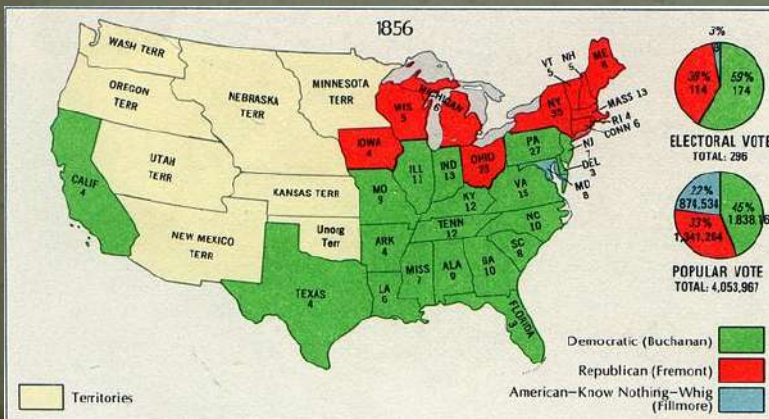 1856
WASH TERR
OREGON
TERR
NEBRASKA
TERR
MINNESOTA
TERR
UTAH
TERR
KANSAS TERR
NEW MEXICO
TERR
Unorg
Terr
CALIF
4
TEXAS
4
IOWA
4
WIS
5
MICHIGAN
6
OHIO
23
NY
35
VT
5
NH
5
ME
8
MASS 13
RI 4
CONN 6
NJ
7
DEL
3
MD
8
PA
27
ILL
11
IND
13
MO
9
KY
12
VA
15
TENN
12
NC
10
ARK
4
MISS
7
ALA
9
GA
10
SC
8
LA
6
FLORIDA
3
3%
38%
114
59%
174
ELECTORAL VOTE
TOTAL: 296
22%
874,534
45%
33%
POPULAR VOTE
TOTAL: 4,053,967
Democratic (Buchanan)
Republican (Fremont)
American-Know Nothing-Whig
(Fillmore)
Territories